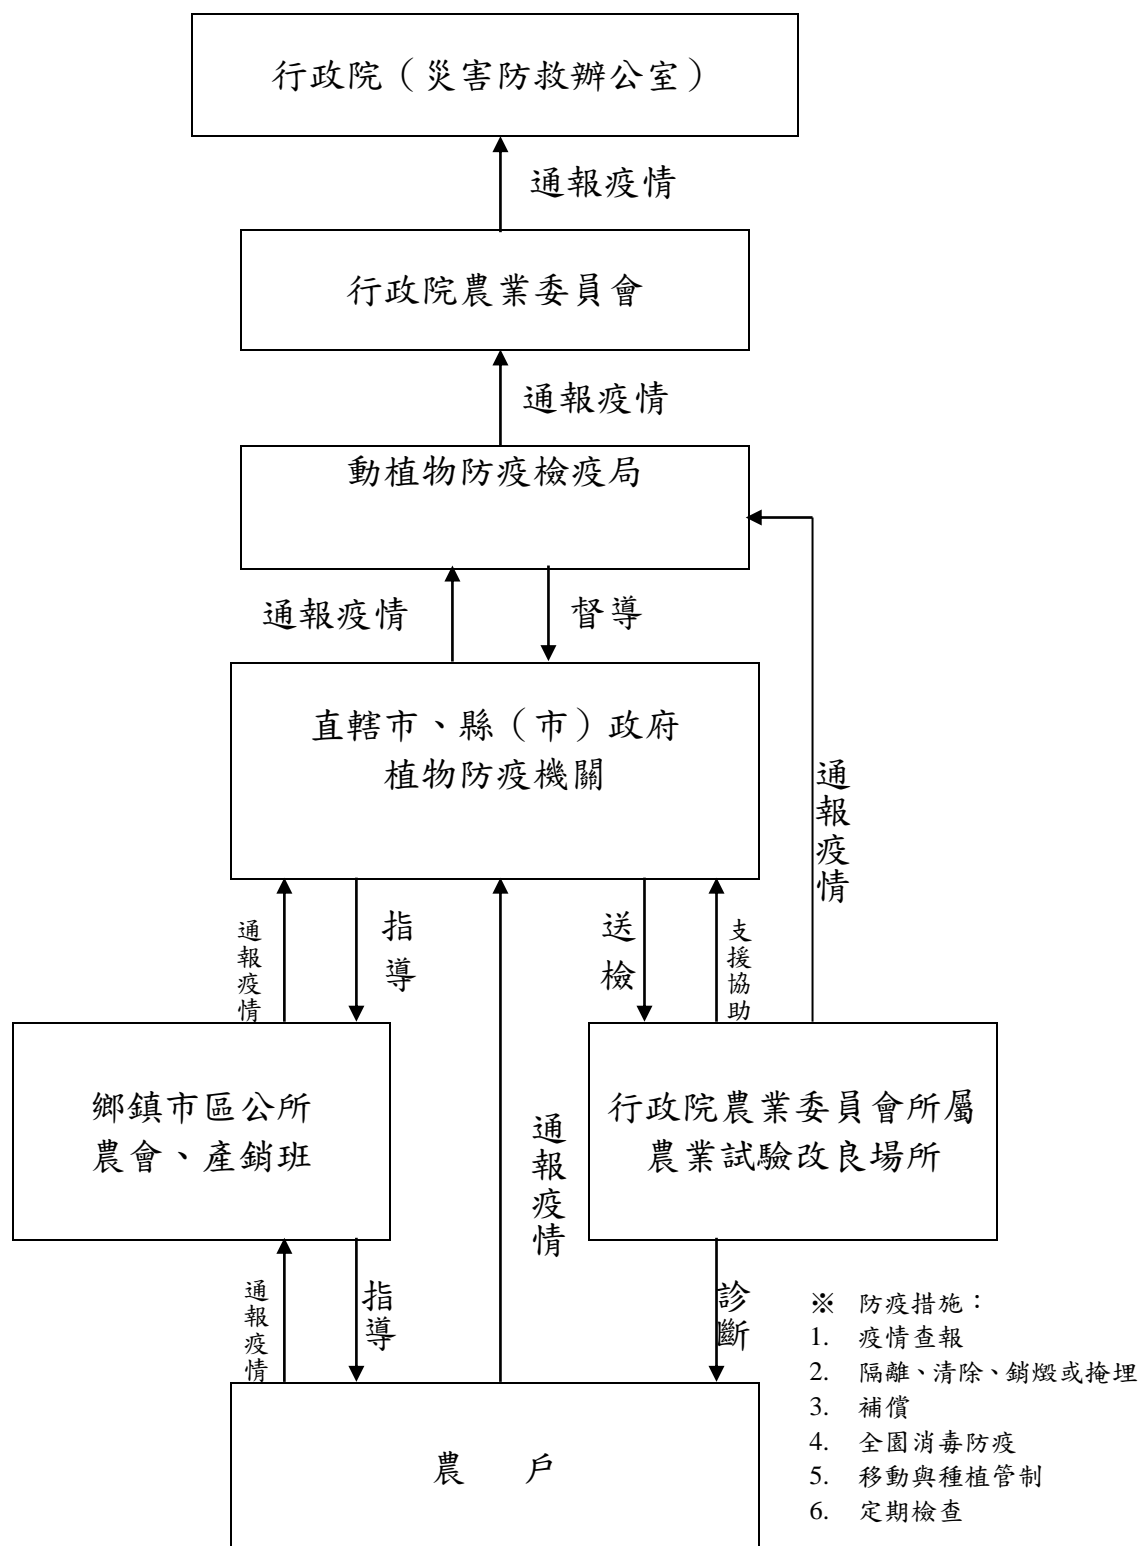 行政院（災害防救辦公室）
通報疫情
行政院農業委員會
通報疫情
動植物防疫檢疫局
通報疫情
督導
直轄市、縣（市）政府
植物防疫機關
通報疫情
通報疫情
指導
送檢
支援協助
鄉鎮市區公所
農會、產銷班
通報疫情
行政院農業委員會所屬
農業試驗改良場所
通報疫情
指導
診斷
農 戶
※ 防疫措施：
1. 疫情查報
2. 隔離、清除、銷燬或掩埋
3. 補償
4. 全園消毒防疫
5. 移動與種植管制
6. 定期檢查